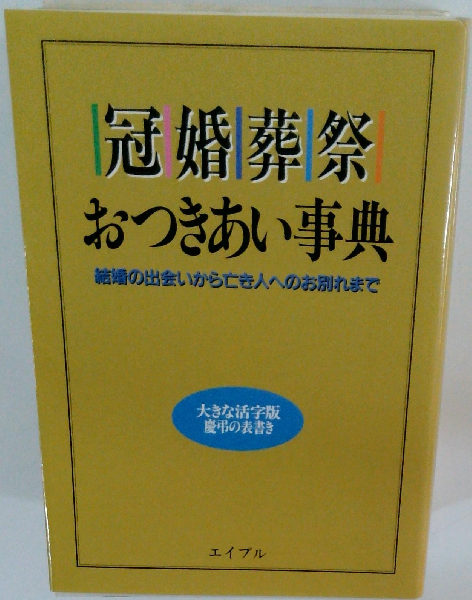 冠婚葬祭
おつきあい事典
結婚の出会いから亡き人へのお別れまで
大きな活字版
慶弔の表書き
エイブル